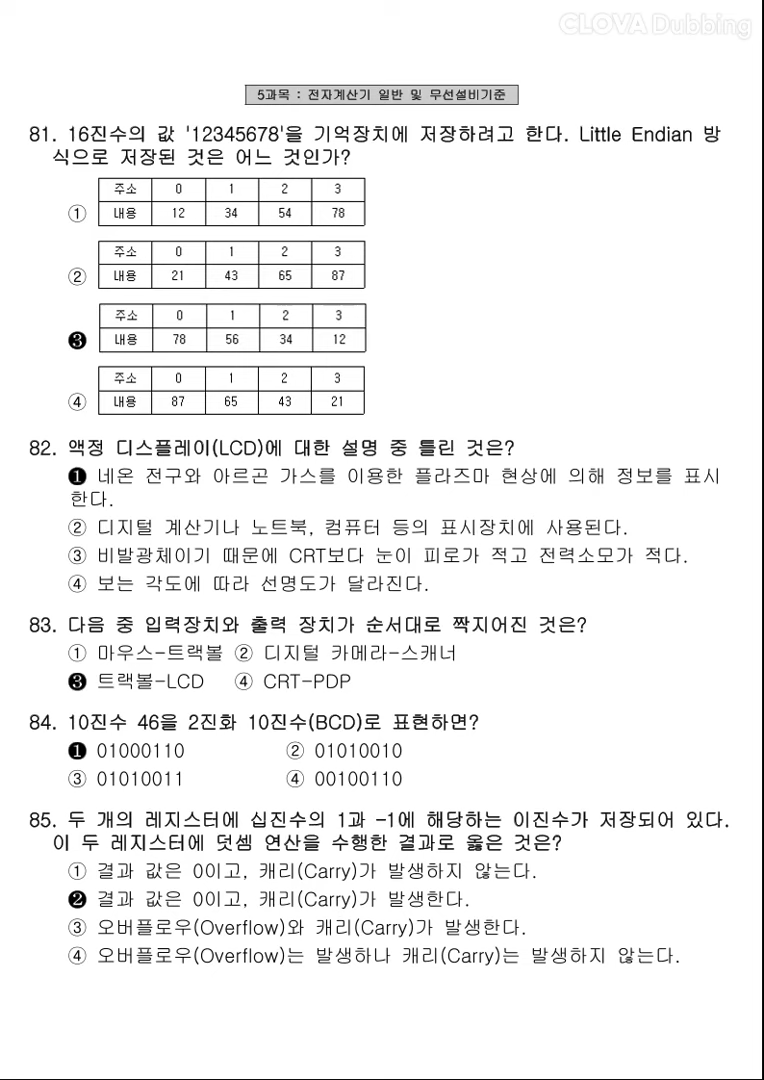 CLOVA Dubbing
5과목 : 전자계산기 일반 및 무선설비기준
81. 16진수의 값 '12345678'을 기억장치에 저장하려고 한다. Little Endian 방
식으로 저장된 것은 어느 것인가?
주소 0 1 2 3
① 내용 12 34 54 78
주소 0 1 2 3
② 내용 21 43 65 87
주소 0 1 2 3
❸ 내용 78 56 34 12
주소 0 1 2 3
④ 내용 87 65 43 21
82. 액정 디스플레이(LCD)에 대한 설명 중 틀린 것은?
❶ 네온 전구와 아르곤 가스를 이용한 플라즈마 현상에 의해 정보를 표시
한다.
② 디지털 계산기나 노트북, 컴퓨터 등의 표시장치에 사용된다.
③ 비발광체이기 때문에 CRT보다 눈이 피로가 적고 전력소모가 적다.
④ 보는 각도에 따라 선명도가 달라진다.
83. 다음 중 입력장치와 출력 장치가 순서대로 짝지어진 것은?
① 마우스-트랙볼 ② 디지털 카메라-스캐너
❸ 트랙볼-LCD ④ CRT-PDP
84. 10진수 46을 2진화 10진수(BCD)로 표현하면?
❶ 01000110 ② 01010010
③ 01010011 ④ 00100110
85. 두 개의 레지스터에 십진수의 1과 -1에 해당하는 이진수가 저장되어 있다.
이 두 레지스터에 덧셈 연산을 수행한 결과로 옳은 것은?
① 결과 값은 0이고, 캐리(Carry)가 발생하지 않는다.
❷ 결과 값은 0이고, 캐리(Carry)가 발생한다.
③ 오버플로우(Overflow)와 캐리(Carry)가 발생한다.
④ 오버플로우(Overflow)는 발생하나 캐리(Carry)는 발생하지 않는다.